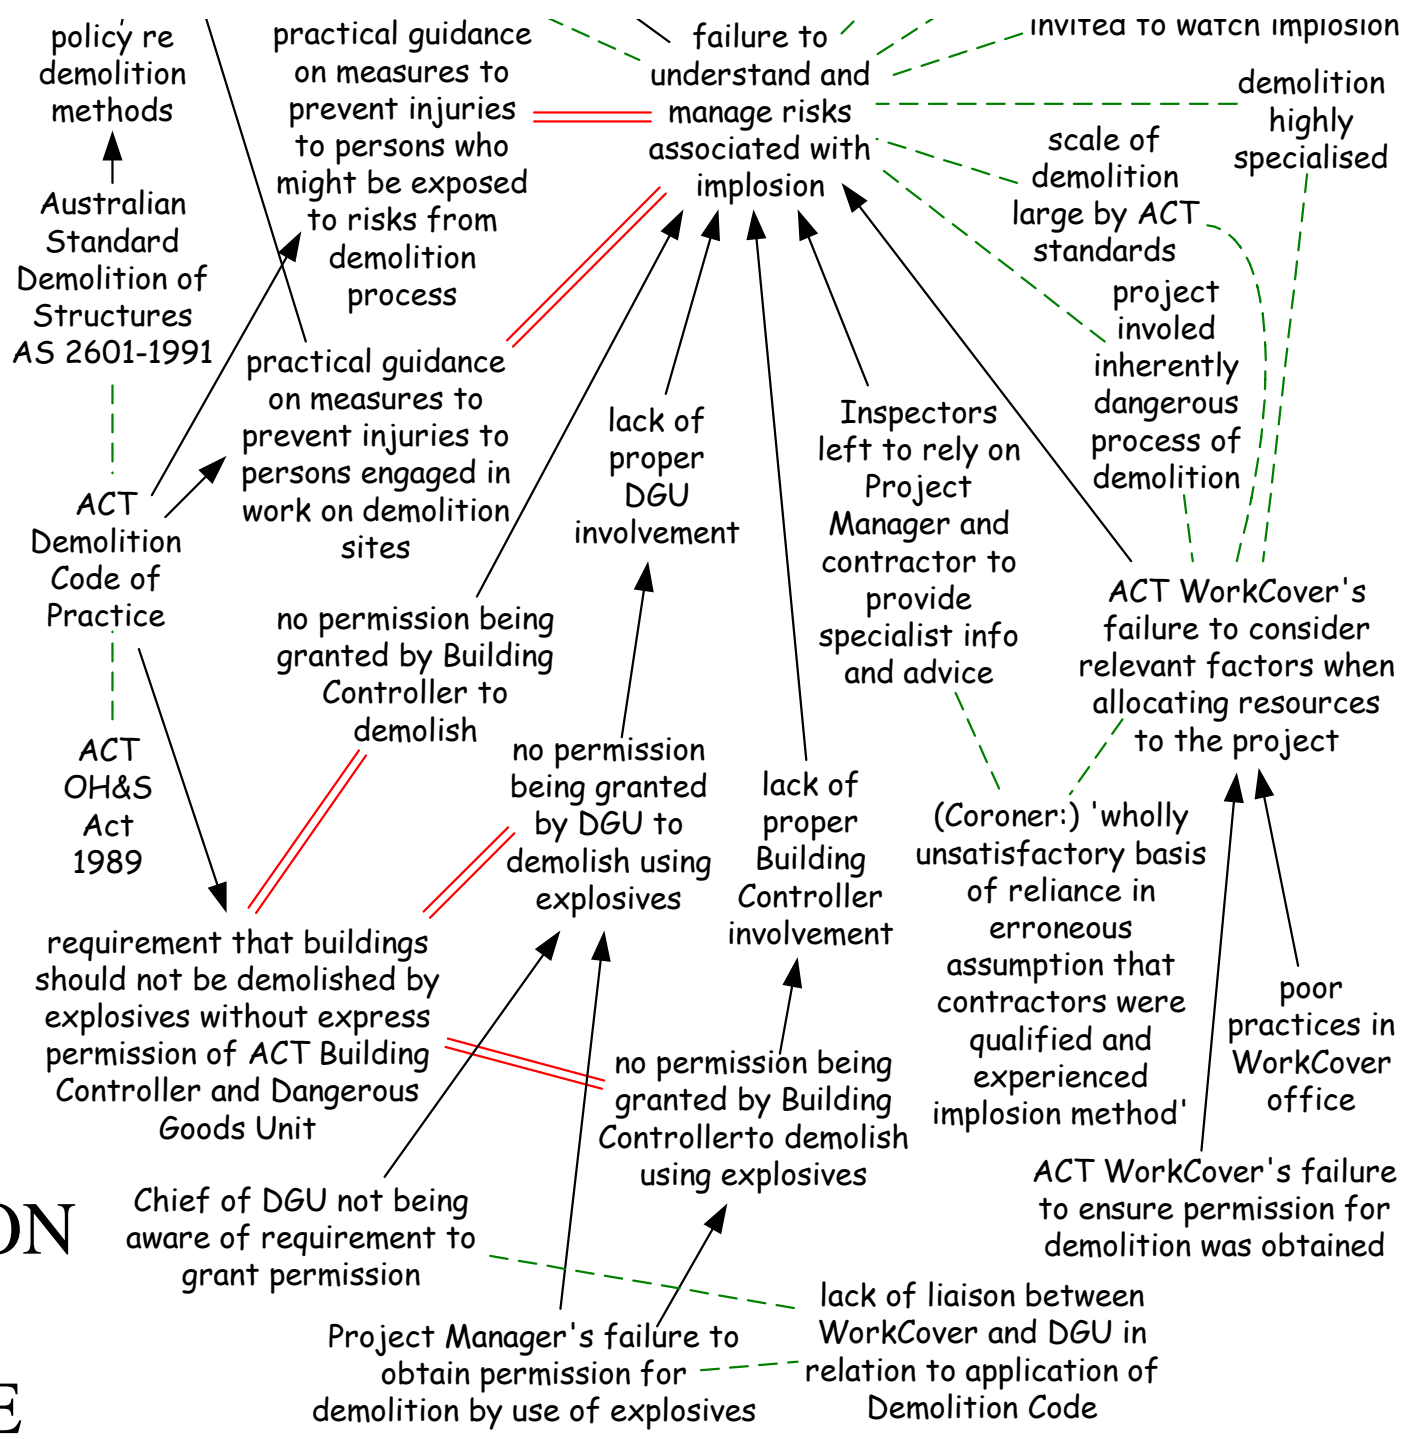 policy re
demolition
methods
practical guidance
on measures to
prevent injuries
to persons who
might be exposed
to risks from
demolition
process
failure to
understand and
manage risks
associated with
implosion
invited to watch implosion
demolition
highly
specialised
scale of
demolition
large by ACT
standards
Australian
Standard
Demolition of
Structures
AS 2601-1991
project
involed
inherently
dangerous
process of
demolition
practical guidance
on measures to
prevent injuries to
persons engaged in
work on demolition
sites
lack of
proper
DGU
involvement
Inspectors
left to rely on
Project
Manager and
contractor to
provide
specialist info
and advice
ACT
Demolition
Code of
Practice
no permission being
granted by Building
Controller to
demolish
ACT WorkCover's
failure to consider
relevant factors when
allocating resources
to the project
ACT
OH&S
Act
1989
no permission
being granted
by DGU to
demolish using
explosives
lack of
proper
Building
Controller
involvement
(Coroner:) 'wholly
unsatisfactory basis
of reliance in
erroneous
assumption that
contractors were
qualified and
experienced
implosion method'
requirement that buildings
should not be demolished by
explosives without express
permission of ACT Building
Controller and Dangerous
Goods Unit
poor
practices in
WorkCover
office
no permission being
granted by Building
Controllerto demolish
using explosives
ACT WorkCover's failure
to ensure permission for
demolition was obtained
Chief of DGU not being
aware of requirement to
grant permission
ON
lack of liaison between
WorkCover and DGU in
relation to application of
Demolition Code
Project Manager's failure to
obtain permission for
demolition by use of explosives
E